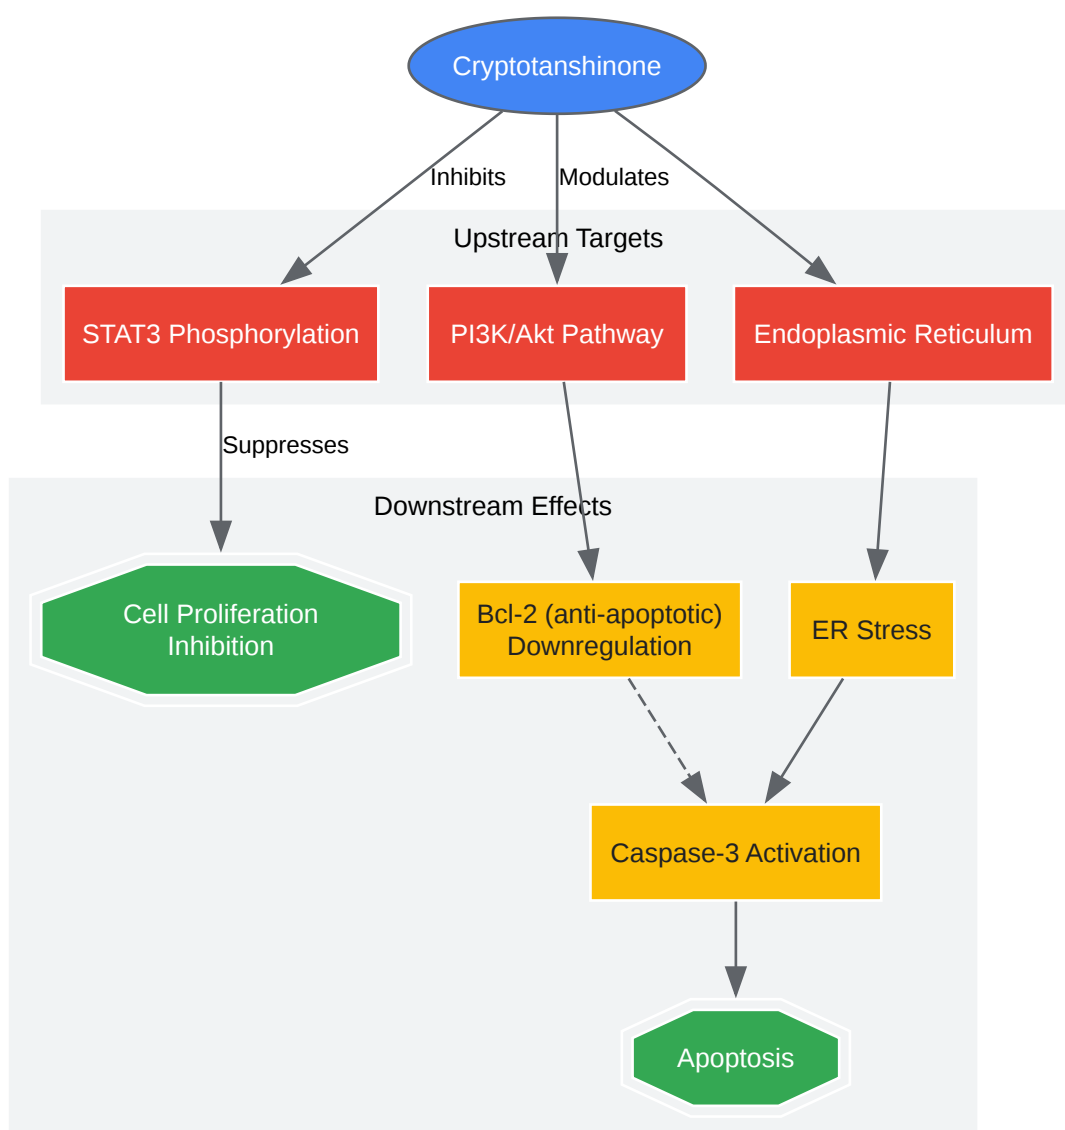 Cryptotanshinone
Inhibits
Modulates
Upstream Targets
STAT3 Phosphorylation
PI3K/Akt Pathway
Endoplasmic Reticulum
Suppresses
Downstream Effects
Cell Proliferation
Inhibition
Bcl-2 (anti-apoptotic)
Downregulation
ER Stress
Caspase-3 Activation
Apoptosis